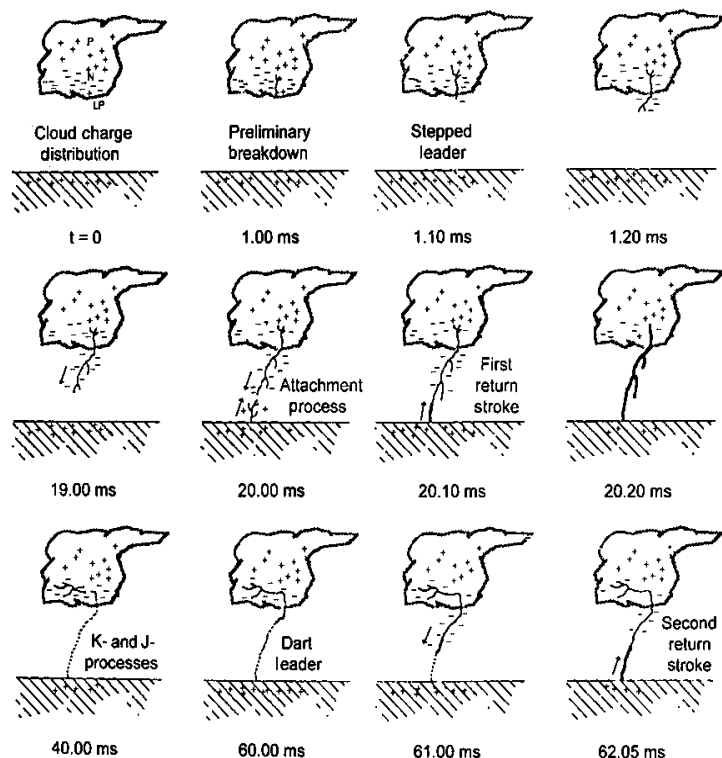 P
N
LP
Cloud charge
distribution
Preliminary
breakdown
Stepped
leader
t = 0
1.00 ms
1.10 ms
1.20 ms
Attachment
process
First
return
stroke
19.00 ms
20.00 ms
20.10 ms
20.20 ms
K- and J-
processes
Dart
leader
Second
return
stroke
40.00 ms
60.00 ms
61.00 ms
62.05 ms